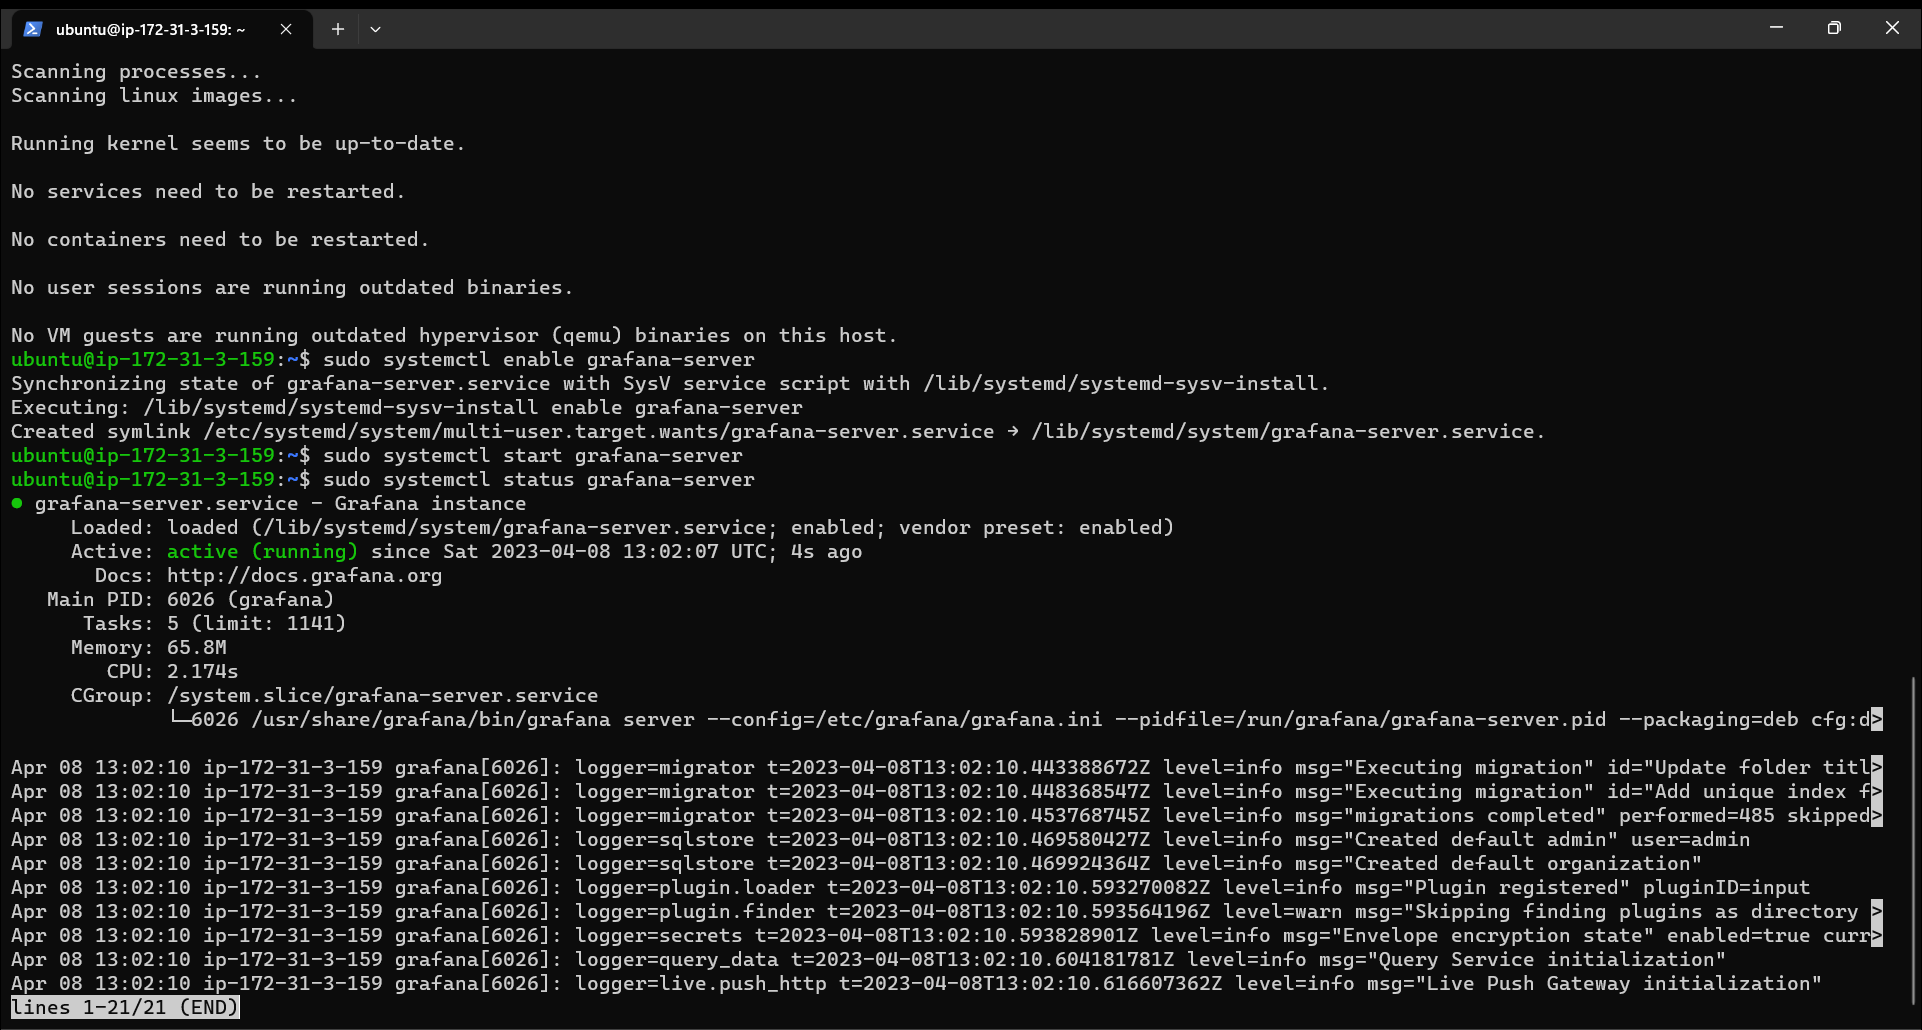 ubuntu@ip-172-31-3-159: ~
Scanning processes...
Scanning linux images...
Running kernel seems to be up-to-date.
No services need to be restarted.
No containers need to be restarted.
No user sessions are running outdated binaries.
No VM guests are running outdated hypervisor (qemu) binaries on this host.
ubuntu@ip-172-31-3-159:~$ sudo systemctl enable grafana-server
Synchronizing state of grafana-server.service with SysV service script with /lib/systemd/systemd-sysv-install.
Executing: /lib/systemd/systemd-sysv-install enable grafana-server
Created symlink /etc/systemd/system/multi-user.target.wants/grafana-server.service → /lib/systemd/system/grafana-server.service.
ubuntu@ip-172-31-3-159:~$ sudo systemctl start grafana-server
ubuntu@ip-172-31-3-159:~$ sudo systemctl status grafana-server
● grafana-server.service - Grafana instance
Loaded: loaded (/lib/systemd/system/grafana-server.service; enabled; vendor preset: enabled)
Active: active (running) since Sat 2023-04-08 13:02:07 UTC; 4s ago
Docs: http://docs.grafana.org
Main PID: 6026 (grafana)
Tasks: 5 (limit: 1141)
Memory: 65.8M
CPU: 2.174s
CGroup: /system.slice/grafana-server.service
└─6026 /usr/share/grafana/bin/grafana server --config=/etc/grafana/grafana.ini --pidfile=/run/grafana/grafana-server.pid --packaging=deb cfg:d>
Apr 08 13:02:10 ip-172-31-3-159 grafana[6026]: logger=migrator t=2023-04-08T13:02:10.443388672Z level=info msg="Executing migration" id="Update folder titl>
Apr 08 13:02:10 ip-172-31-3-159 grafana[6026]: logger=migrator t=2023-04-08T13:02:10.448368547Z level=info msg="Executing migration" id="Add unique index f>
Apr 08 13:02:10 ip-172-31-3-159 grafana[6026]: logger=migrator t=2023-04-08T13:02:10.453768745Z level=info msg="migrations completed" performed=485 skipped>
Apr 08 13:02:10 ip-172-31-3-159 grafana[6026]: logger=sqlstore t=2023-04-08T13:02:10.469580427Z level=info msg="Created default admin" user=admin
Apr 08 13:02:10 ip-172-31-3-159 grafana[6026]: logger=sqlstore t=2023-04-08T13:02:10.469924364Z level=info msg="Created default organization"
Apr 08 13:02:10 ip-172-31-3-159 grafana[6026]: logger=plugin.loader t=2023-04-08T13:02:10.593270082Z level=info msg="Plugin registered" pluginID=input
Apr 08 13:02:10 ip-172-31-3-159 grafana[6026]: logger=plugin.finder t=2023-04-08T13:02:10.593564196Z level=warn msg="Skipping finding plugins as directory >
Apr 08 13:02:10 ip-172-31-3-159 grafana[6026]: logger=secrets t=2023-04-08T13:02:10.593828901Z level=info msg="Envelope encryption state" enabled=true curr>
Apr 08 13:02:10 ip-172-31-3-159 grafana[6026]: logger=query_data t=2023-04-08T13:02:10.604181781Z level=info msg="Query Service initialization"
Apr 08 13:02:10 ip-172-31-3-159 grafana[6026]: logger=live.push_http t=2023-04-08T13:02:10.616607362Z level=info msg="Live Push Gateway initialization"
lines 1-21/21 (END)